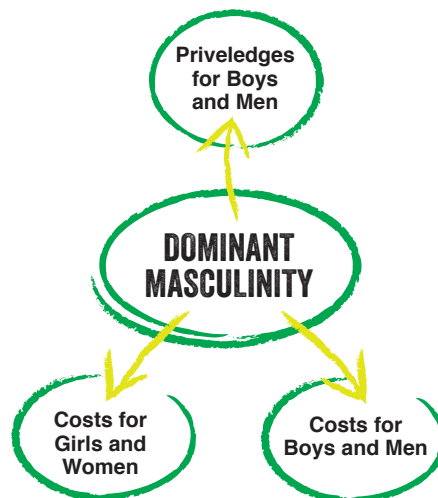 Priveledges
for Boys
and Men
DOMINANT
MASCULINITY
Costs for
Girls and
Women
Costs for
Boys and Men